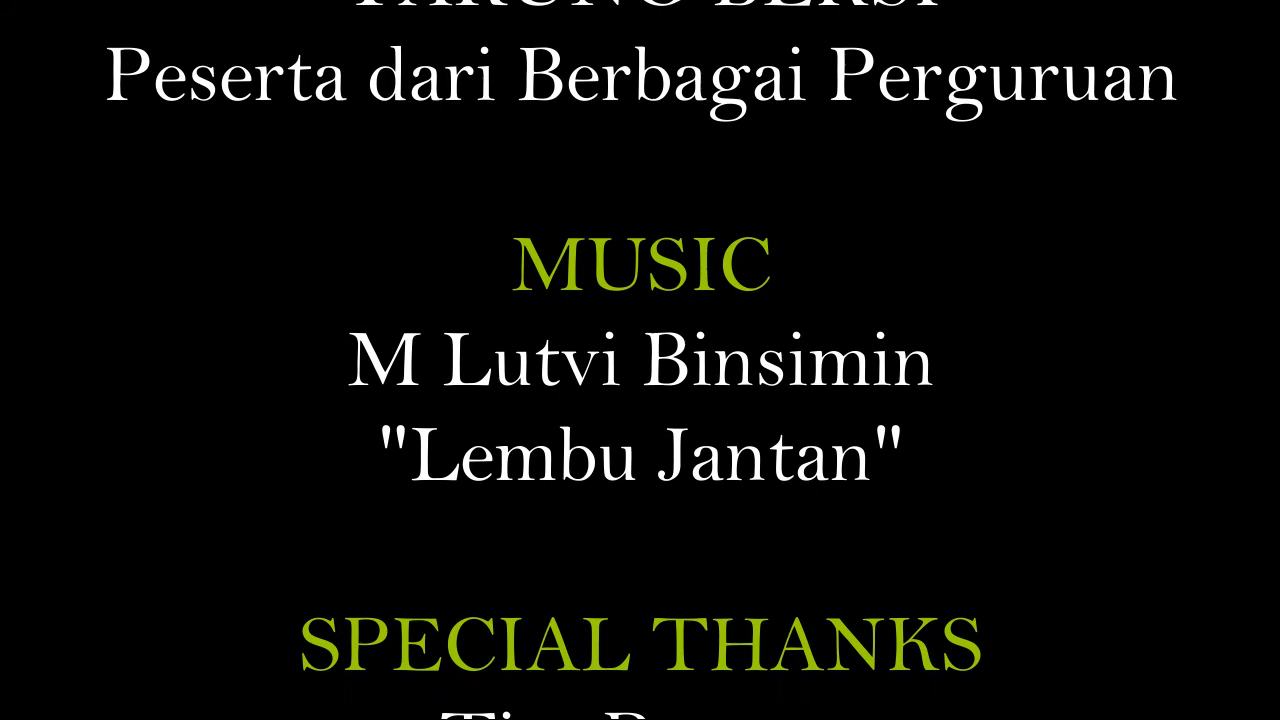 Peserta dari Berbagai Perguruan
MUSIC
M Lutvi Binsimin
"Lembu Jantan"
SPECIAL THANKS